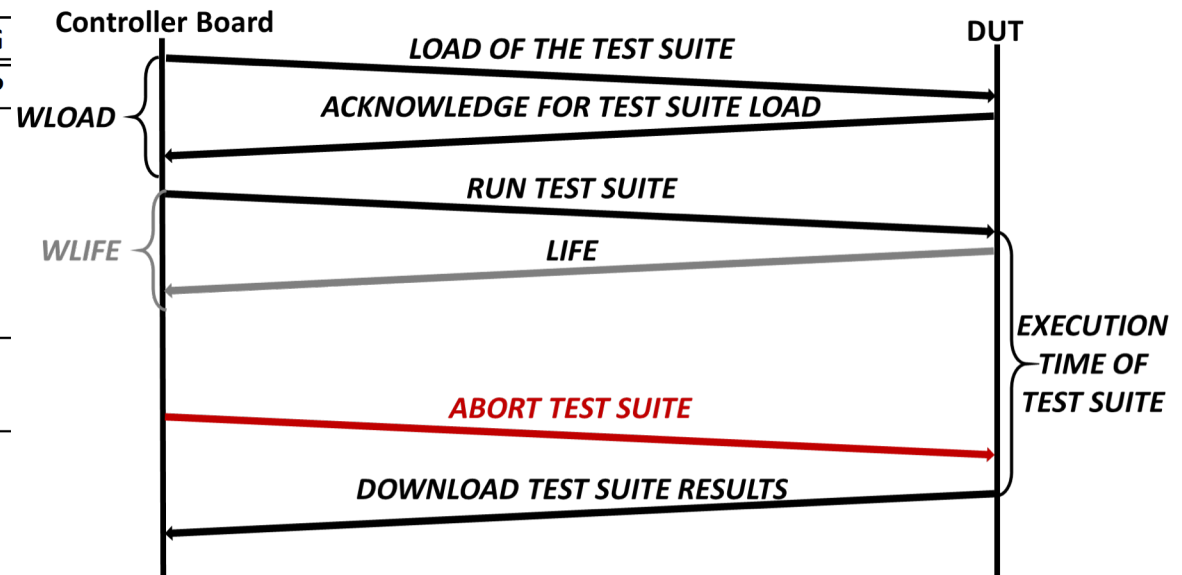 Controller Board
DUT
LOAD OF THE TEST SUITE
ACKNOWLEDGE FOR TEST SUITE LOAD
WLOAD
RUN TEST SUITE
WLIFE
LIFE
EXECUTION
TIME OF
TEST SUITE
ABORT TEST SUITE
DOWNLOAD TEST SUITE RESULTS